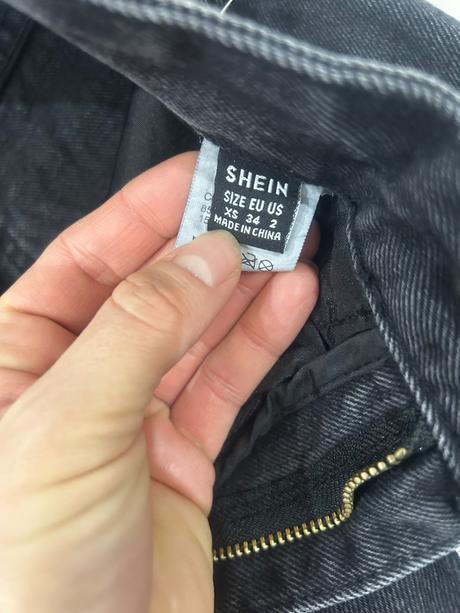 SHEIN
SIZE EU US
XS 34 2
MADE IN CHINA